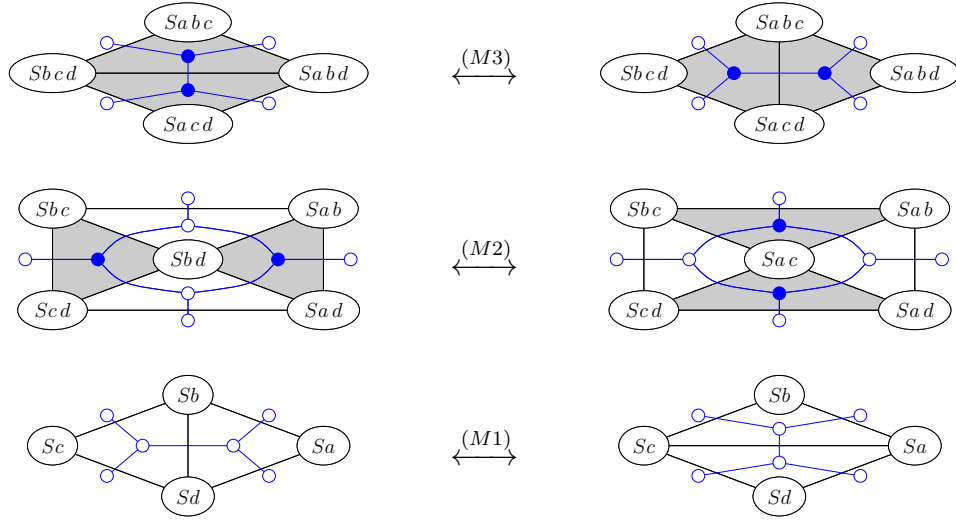 Sabc Sabc
(M3)
Sbcd Sabd Sbcd Sabd
Sacd Sacd
Sbc Sab Sbc Sab
(M2)
Sbd Sac
Scd Sad Scd Sad
Sb Sb
(M1)
Sc Sa Sc Sa
Sd Sd